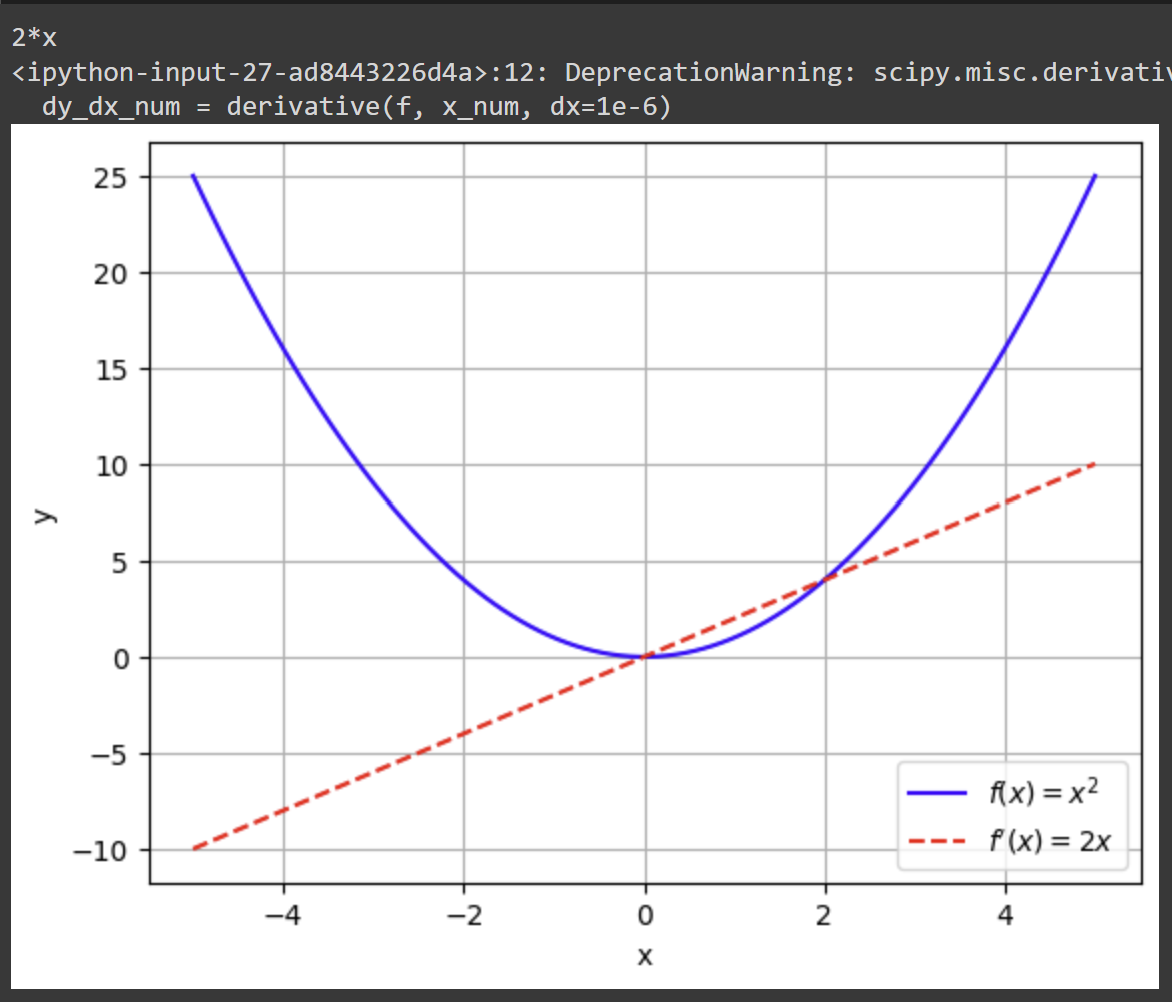 2*x
<ipython-input-27-ad8443226d4a>:12: DeprecationWarning: scipy.misc.derivativ
dy_dx_num = derivative(f, x_num, dx=1e-6)
25
20
15
10
5
0
−5
−10
y
−4 −2 0 2 4
x
f(x) = x²
f′(x) = 2x